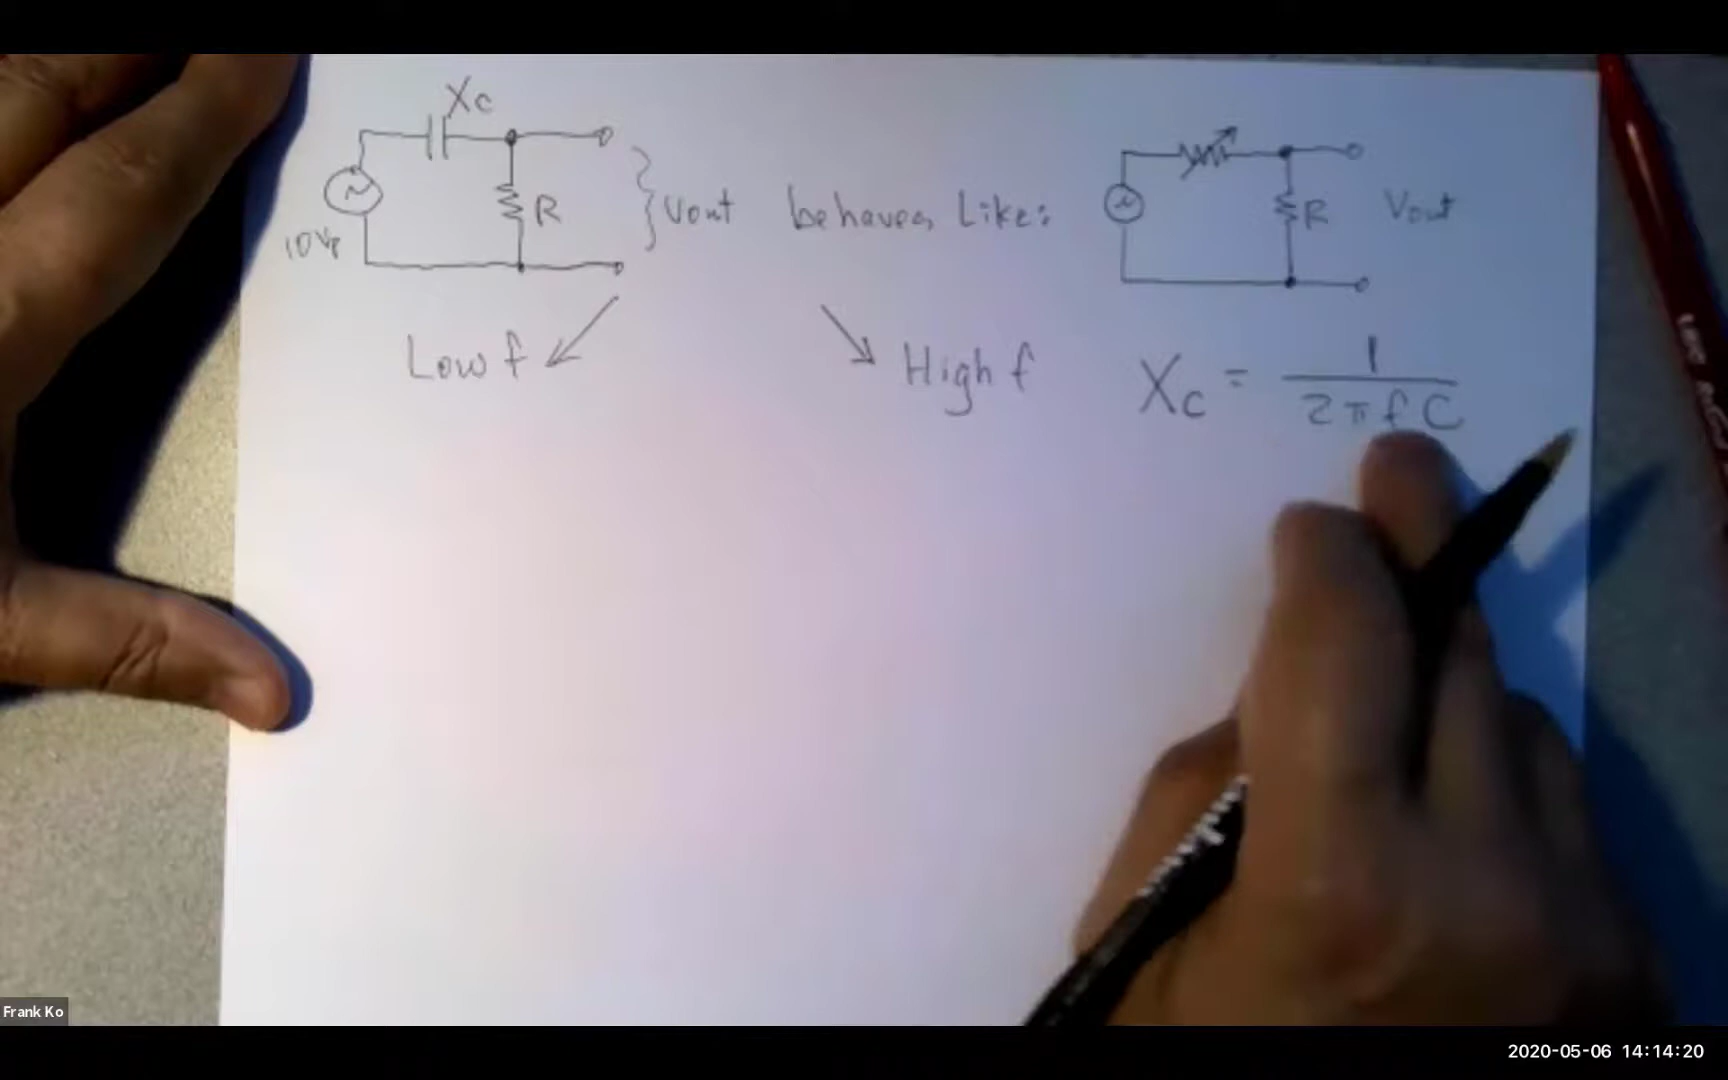 Xc
R
10Vp
Vout behaves Like:
R Vout
Low f
High f
Xc = 1
2πfC
Frank Ko
2020-05-06 14:14:20